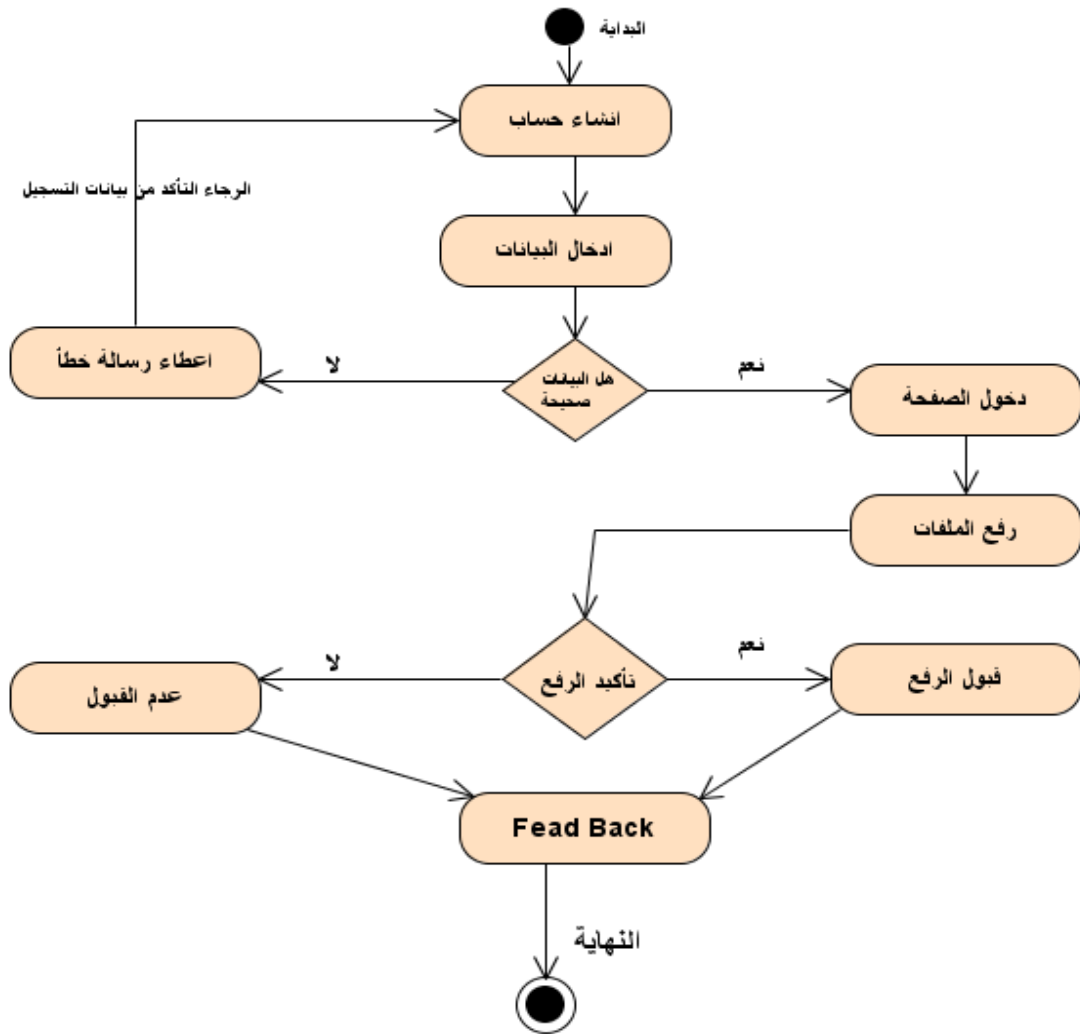 البداية
انشاء حساب
الرجاء التأكد من بيانات التسجيل
ادخال البيانات
اعطاء رسالة خطأ
لا
هل البيانات
صحيحة
نعم
دخول الصفحة
رفع الملفات
عدم القبول
لا
تأكيد الرفع
نعم
قبول الرفع
Fead Back
النهاية